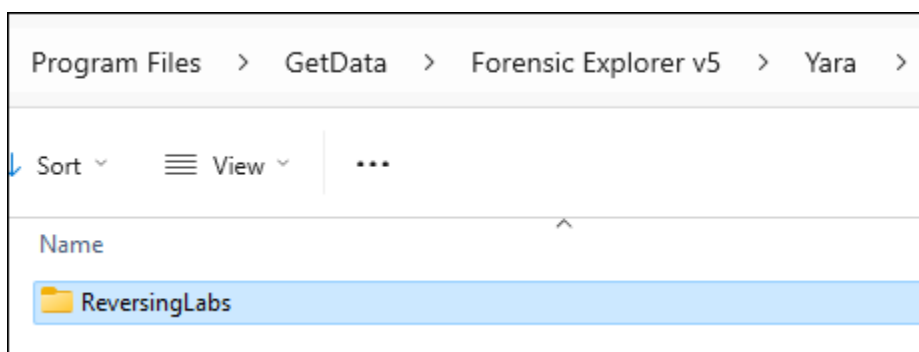 Program Files > GetData > Forensic Explorer v5 > Yara >
Sort View ...
Name
ReversingLabs